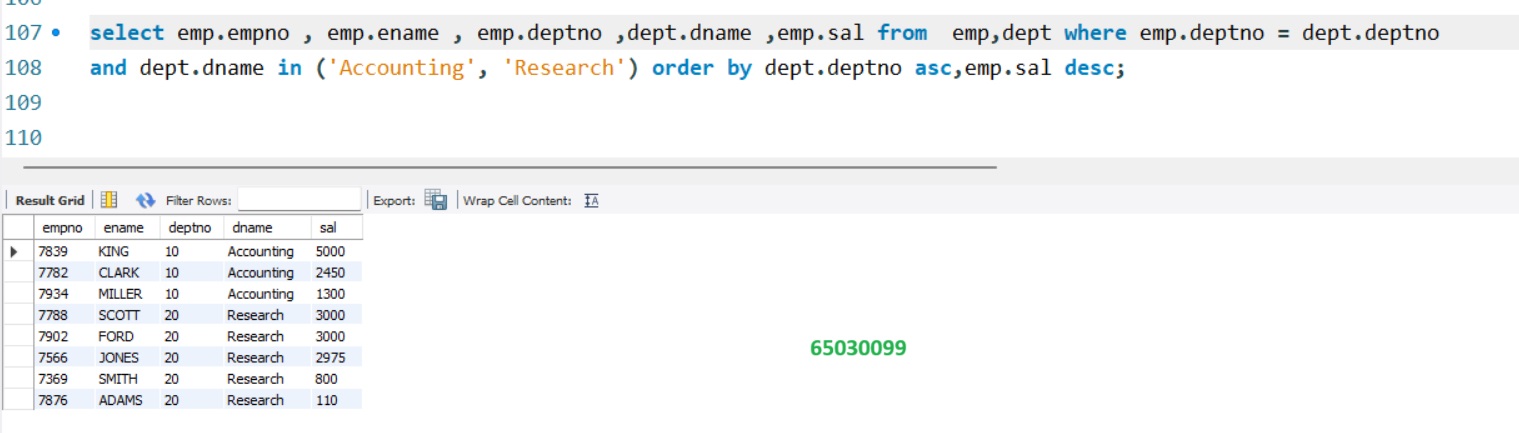 107 select emp.empno , emp.ename , emp.deptno ,dept.dname ,emp.sal from  emp,dept where emp.deptno = dept.deptno
108 and dept.dname in ('Accounting', 'Research') order by dept.deptno asc,emp.sal desc;
109
110
Result Grid Filter Rows: Export: Wrap Cell Content: IA
empno ename deptno dname sal
7839 KING 10 Accounting 5000
7782 CLARK 10 Accounting 2450
7934 MILLER 10 Accounting 1300
7788 SCOTT 20 Research 3000
7902 FORD 20 Research 3000
7566 JONES 20 Research 2975
7369 SMITH 20 Research 800
7876 ADAMS 20 Research 110
65030099